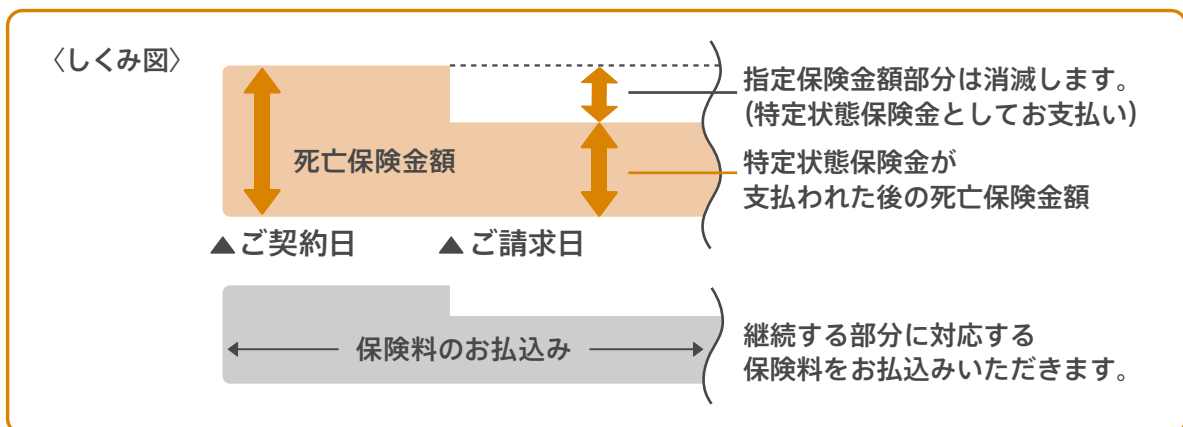 〈しくみ図〉
指定保険金額部分は消滅します。
(特定状態保険金としてお支払い)
死亡保険金額
特定状態保険金が
支払われた後の死亡保険金額
▲ご契約日
▲ご請求日
保険料のお払込み
継続する部分に対応する
保険料をお払込みいただきます。